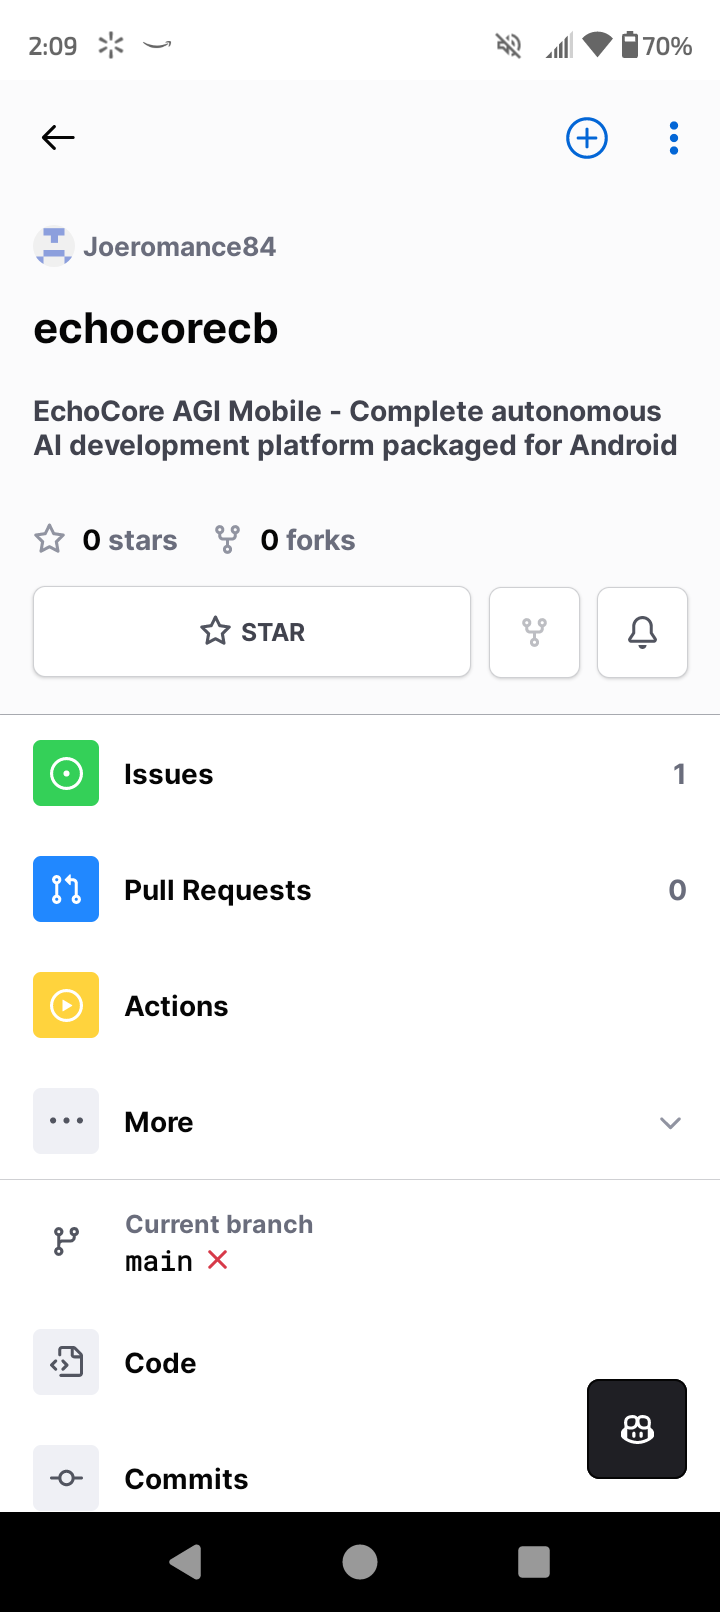 2:09
70%
Joeromance84
echocorecb
EchoCore AGI Mobile - Complete autonomous
AI development platform packaged for Android
0 stars 0 forks
STAR
Issues 1
Pull Requests 0
Actions
More
Current branch
main
Code
Commits